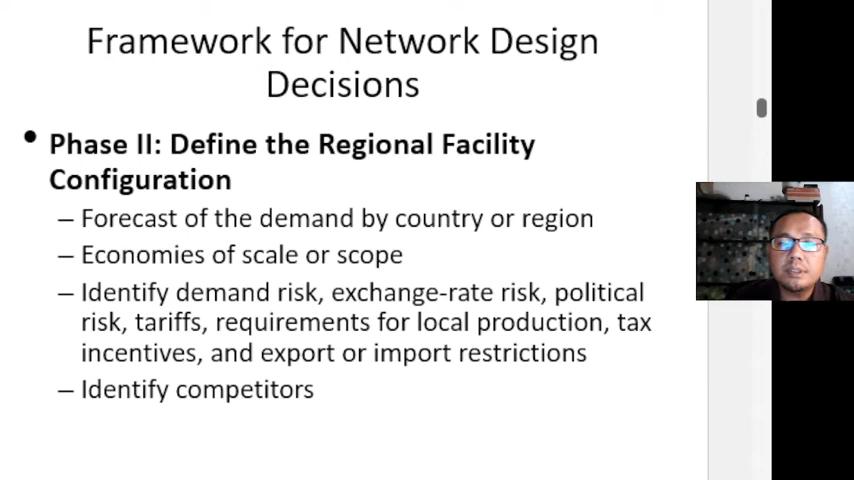 Framework for Network Design
Decisions
• Phase II: Define the Regional Facility
Configuration
– Forecast of the demand by country or region
– Economies of scale or scope
– Identify demand risk, exchange-rate risk, political
risk, tariffs, requirements for local production, tax
incentives, and export or import restrictions
– Identify competitors